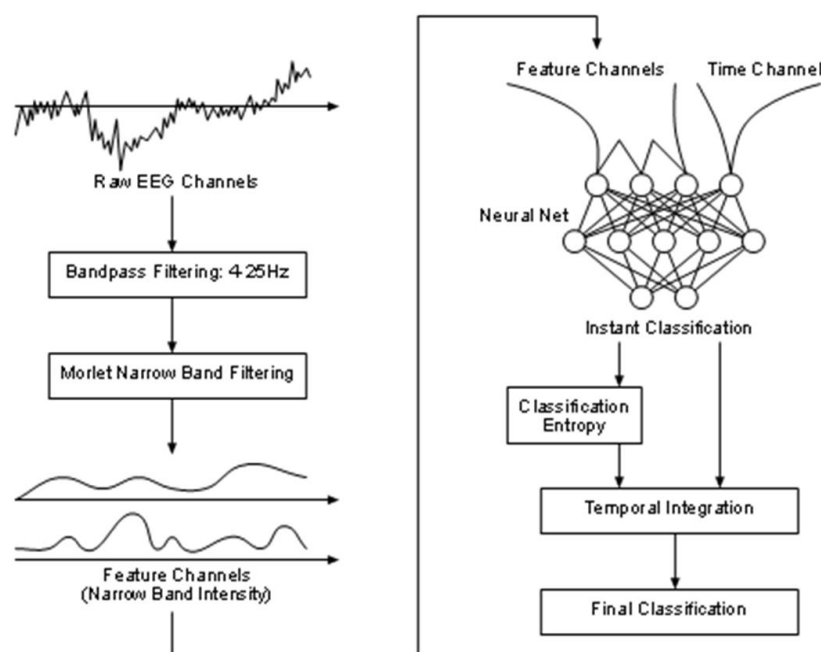 Raw EEG Channels
Bandpass Filtering: 4-25Hz
Morlet Narrow Band Filtering
Feature Channels
(Narrow Band Intensity)
Feature Channels
Time Channel
Neural Net
Instant Classification
Classification
Entropy
Temporal Integration
Final Classification